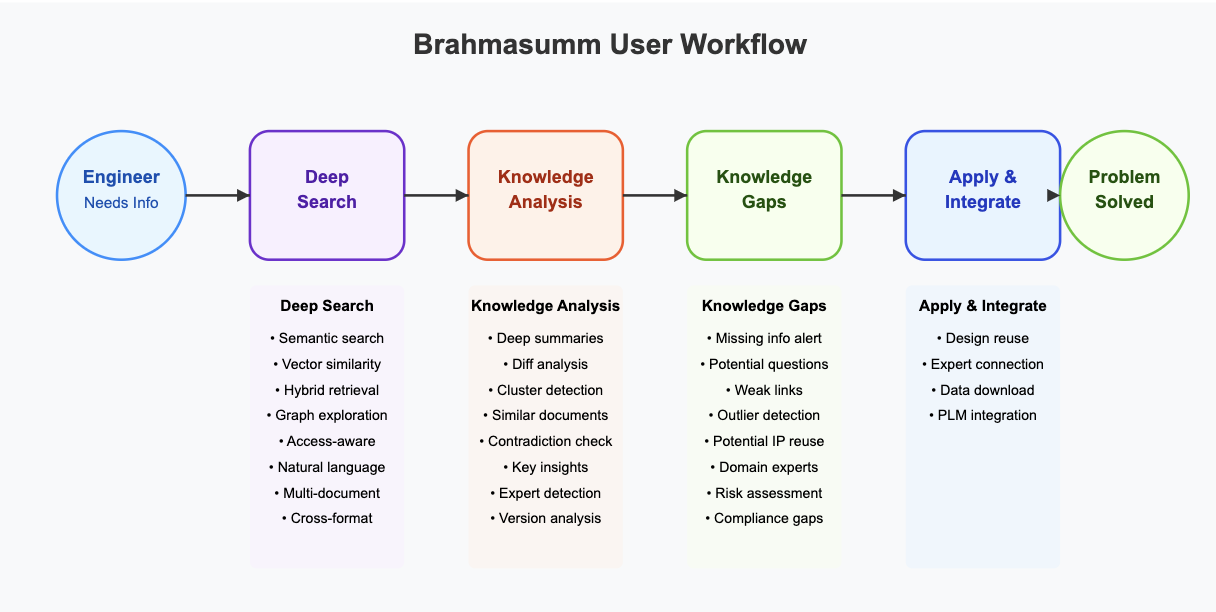 Brahmasumm User Workflow
Engineer
Needs Info
Deep
Search
Knowledge
Analysis
Knowledge
Gaps
Apply &
Integrate
Problem
Solved
Deep Search
• Semantic search
• Vector similarity
• Hybrid retrieval
• Graph exploration
• Access-aware
• Natural language
• Multi-document
• Cross-format
Knowledge Analysis
• Deep summaries
• Diff analysis
• Cluster detection
• Similar documents
• Contradiction check
• Key insights
• Expert detection
• Version analysis
Knowledge Gaps
• Missing info alert
• Potential questions
• Weak links
• Outlier detection
• Potential IP reuse
• Domain experts
• Risk assessment
• Compliance gaps
Apply & Integrate
• Design reuse
• Expert connection
• Data download
• PLM integration